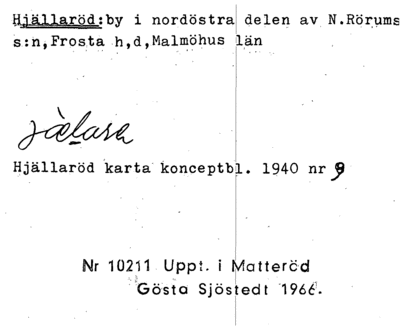 Hjällaröd:by i nordöstra delen av N.Rörums
s:n,Frosta h,d,Malmöhus län
jälara
Hjällaröd karta konceptbl. 1940 nr 9
Nr 10211 Uppt. i Matteröd
Gösta Sjöstedt 1966.